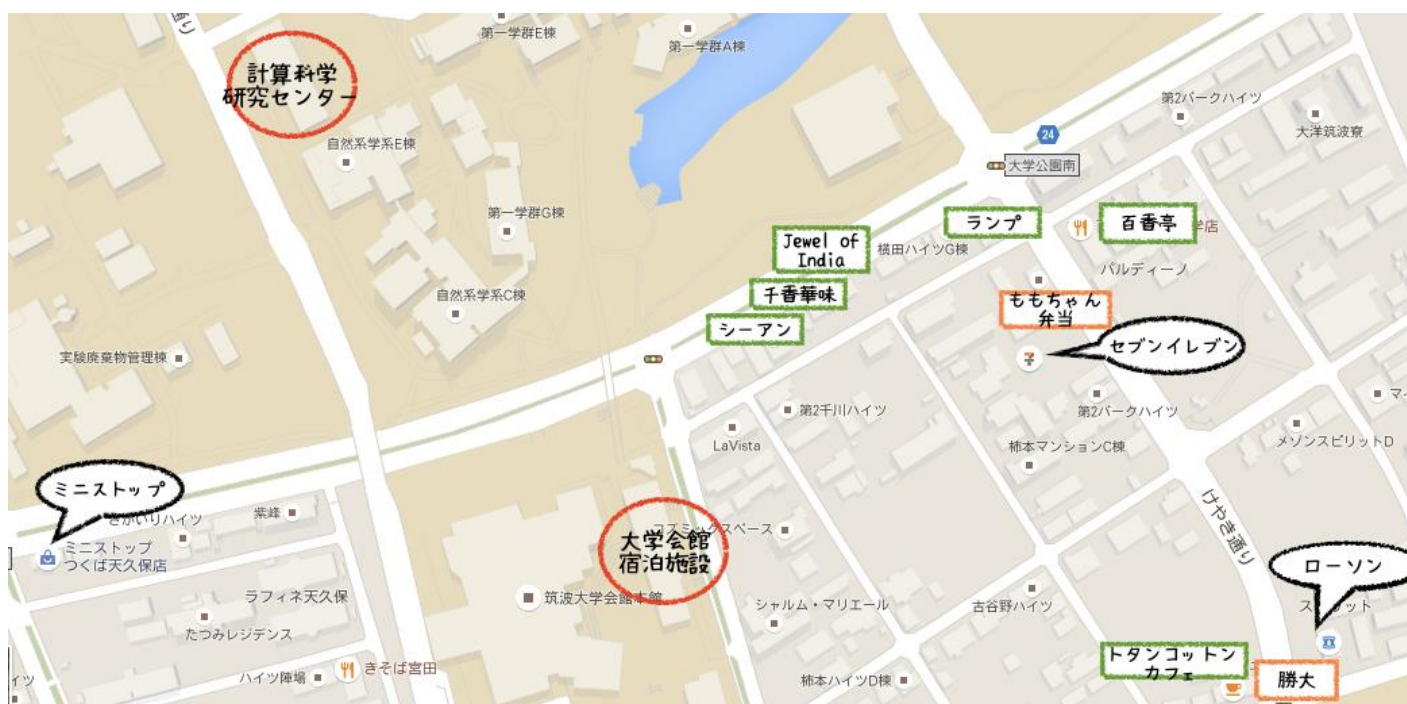 第一学群E棟
第一学群A棟
計算科学
研究センター
自然系学系E棟
第2パークハイツ
大洋筑波寮
24
大学公園南
第一学群G棟
ランプ
百香亭
学店
Jewel of
India
横田ハイツG棟
パルディーノ
自然系学系C棟
千香華味
ももちゃん
弁当
シーアン
セブンイレブン
実験廃棄物管理棟
第2千川ハイツ
第2パークハイツ
LaVista
柿本マンションC棟
メゾンスピリットD
ミニストップ
きがいりハイツ
紫峰
コズミックスペース
けやき通り
大学会館
宿泊施設
ミニストップ
つくば天久保店
ローソン
ラフィネ天久保
筑波大学会館本館
シャルム・マリエール
古谷野ハイツ
たつみレジデンス
トタンコットン
カフェ
きそば宮田
ハイツ陣場
柿本ハイツD棟
勝大